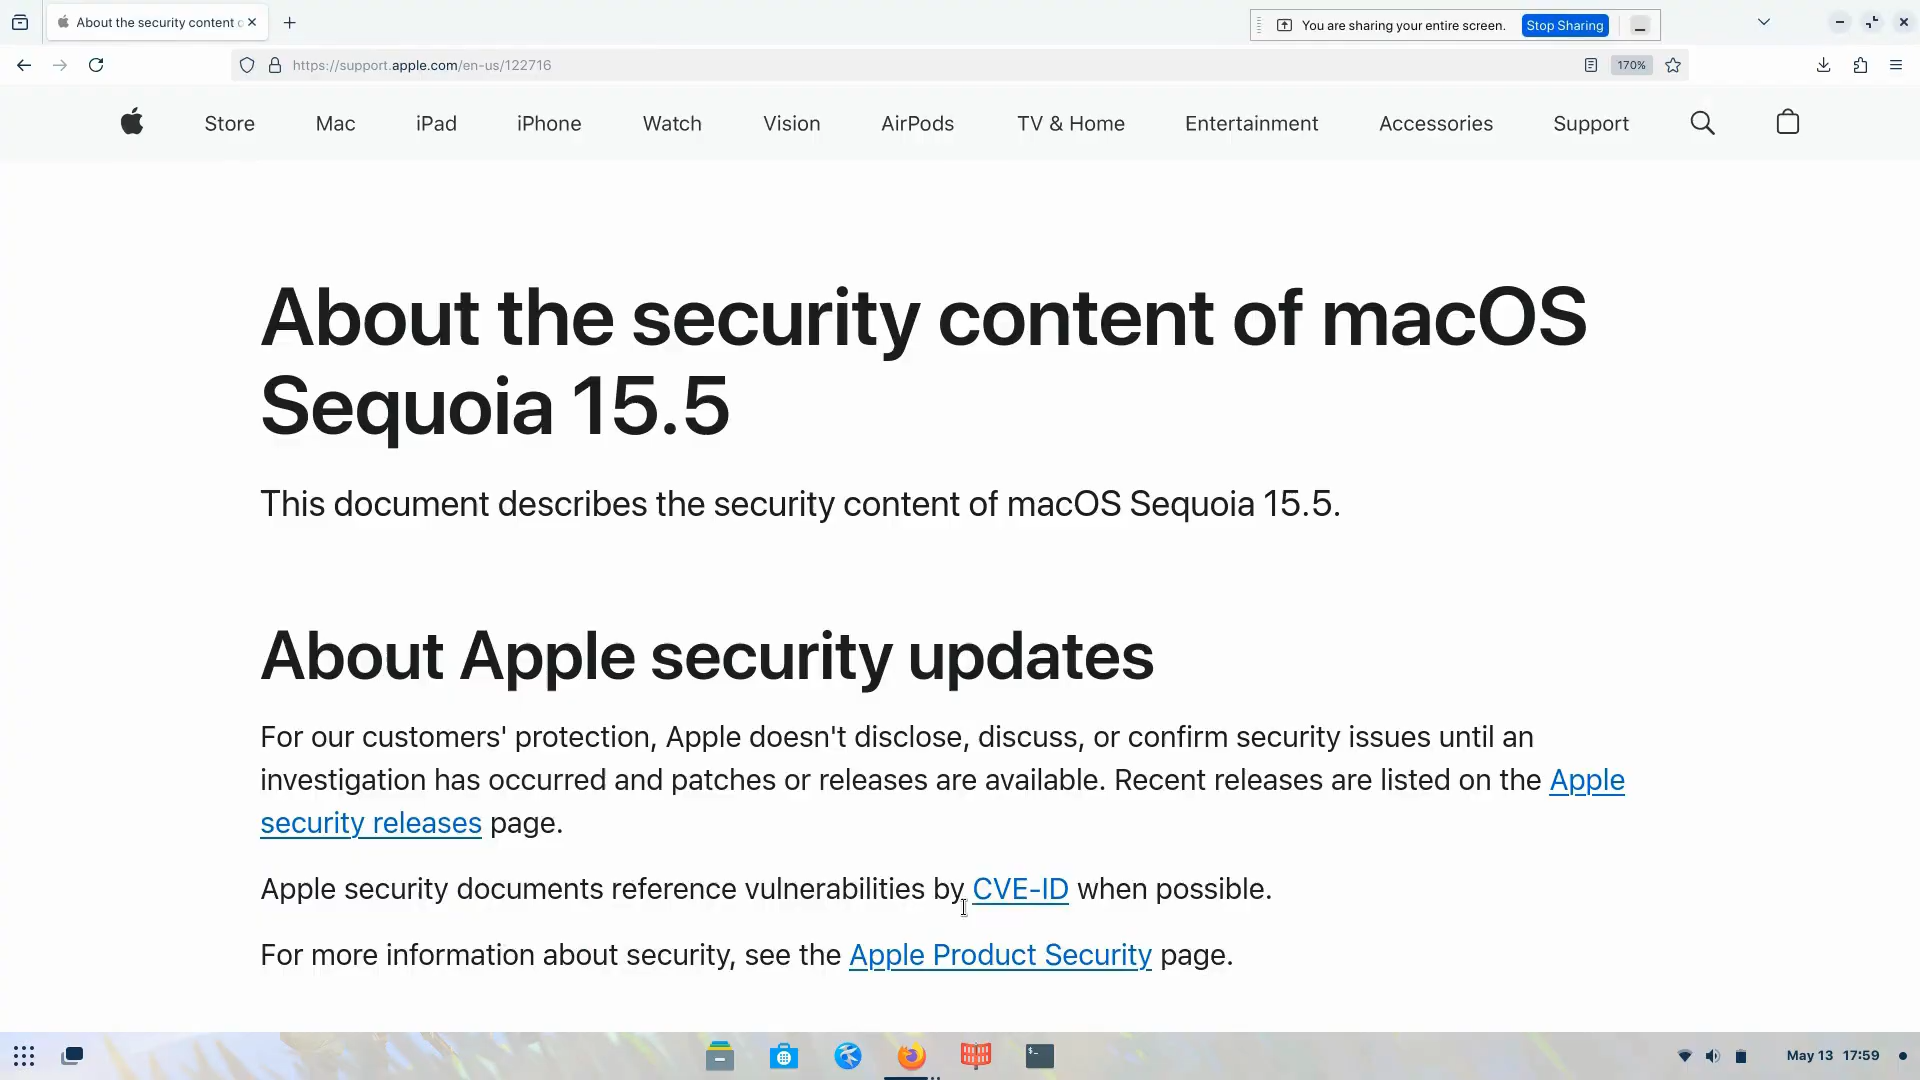 About the security content o
You are sharing your entire screen.
Stop Sharing
https://support.apple.com/en-us/122716
170%
Store
Mac
iPad
iPhone
Watch
Vision
AirPods
TV & Home
Entertainment
Accessories
Support
About the security content of macOS
Sequoia 15.5
This document describes the security content of macOS Sequoia 15.5.
About Apple security updates
For our customers' protection, Apple doesn't disclose, discuss, or confirm security issues until an
investigation has occurred and patches or releases are available. Recent releases are listed on the Apple
security releases page.
Apple security documents reference vulnerabilities by CVE-ID when possible.
For more information about security, see the Apple Product Security page.
May 13 17:59